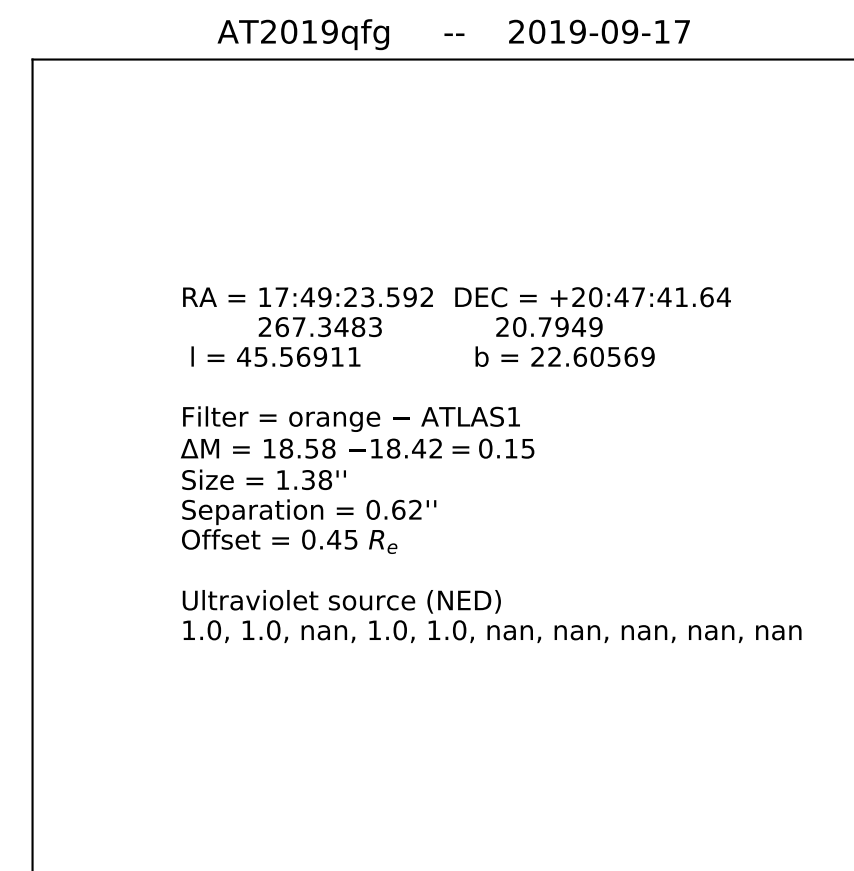 AT2019qfg -- 2019-09-17
RA = 17:49:23.592 DEC = +20:47:41.64
267.3483 20.7949
l = 45.56911 b = 22.60569
Filter = orange − ATLAS1
ΔM = 18.58 −18.42 = 0.15
Size = 1.38''
Separation = 0.62''
Offset = 0.45 Re
Ultraviolet source (NED)
1.0, 1.0, nan, 1.0, 1.0, nan, nan, nan, nan, nan